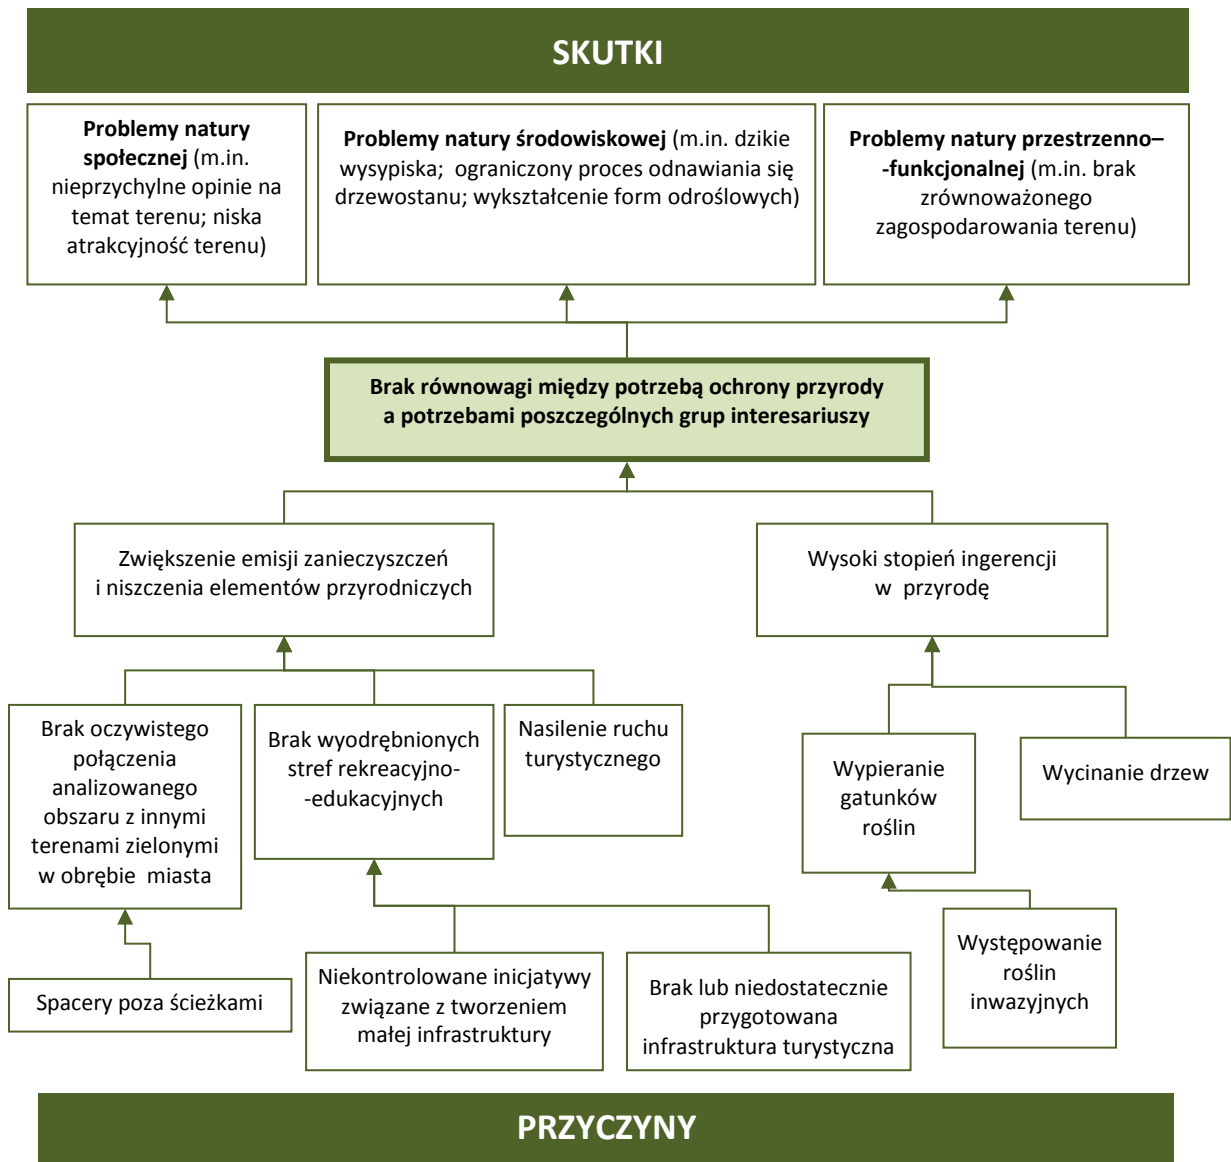 SKUTKI
Problemy natury
społecznej (m.in.
nieprzychylne opinie na
temat terenu; niska
atrakcyjność terenu)
Problemy natury środowiskowej (m.in. dzikie
wysypiska; ograniczony proces odnawiania się
drzewostanu; wykształcenie form odroślowych)
Problemy natury przestrzenno–
-funkcjonalnej (m.in. brak
zrównoważonego
zagospodarowania terenu)
Brak równowagi między potrzebą ochrony przyrody
a potrzebami poszczególnych grup interesariuszy
Zwiększenie emisji zanieczyszczeń
i niszczenia elementów przyrodniczych
Wysoki stopień ingerencji
w przyrodę
Brak oczywistego
połączenia
analizowanego
obszaru z innymi
terenami zielonymi
w obrębie miasta
Brak wyodrębnionych
stref rekreacyjno-
-edukacyjnych
Nasilenie ruchu
turystycznego
Wypieranie
gatunków
roślin
Wycinanie drzew
Spacery poza ścieżkami
Niekontrolowane inicjatywy
związane z tworzeniem
małej infrastruktury
Brak lub niedostatecznie
przygotowana
infrastruktura turystyczna
Występowanie
roślin
inwazyjnych
PRZYCZYNY